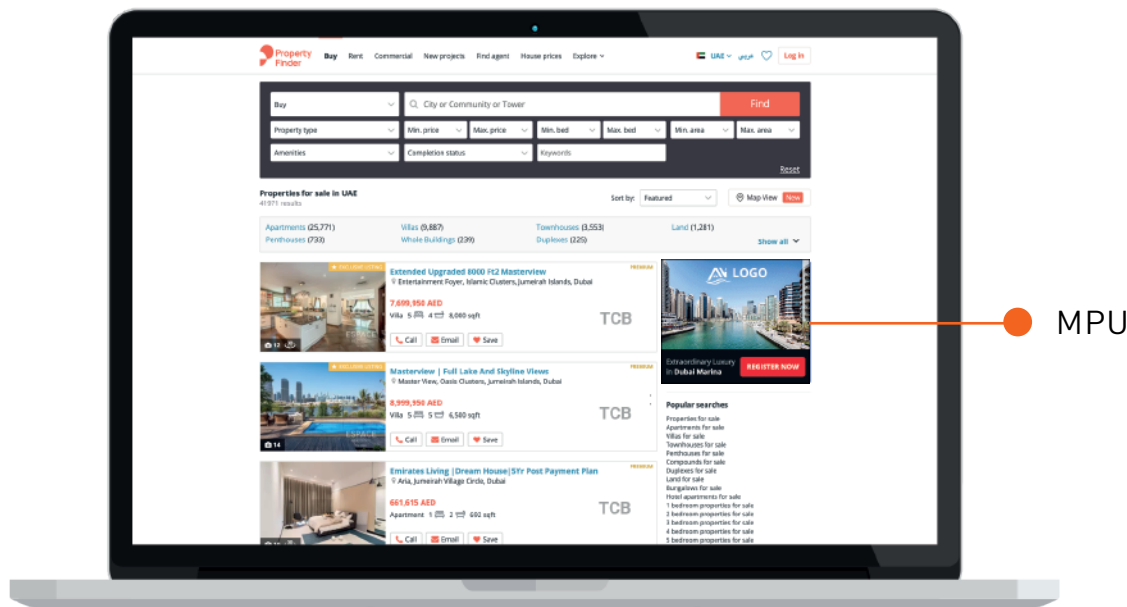 Property Finder
Buy Rent Commercial New projects Find agent House prices Explore
UAE عربي Log in
Buy City or Community or Tower Find
Property type Min. price Max. price Min. bed Max. bed Min. area Max. area
Amenities Completion status Keywords
Reset
Properties for sale in UAE
41971 results
Sort by: Featured Map View New
Apartments (25,771) Villas (9,887) Townhouses (3,553) Land (1,281)
Penthouses (733) Whole Buildings (239) Duplexes (225) Show all
EXCLUSIVE LISTING
Extended Upgraded 8000 Ft2 Masterview
PREMIUM
Entertainment Foyer, Islamic Clusters, Jumeirah Islands, Dubai
7,699,950 AED
Villa 5 4 8,000 sqft
TCB
Call Email Save
12
LOGO
Extraordinary Luxury
in Dubai Marina
REGISTER NOW
MPU
EXCLUSIVE LISTING
Masterview | Full Lake And Skyline Views
PREMIUM
Master View, Oasis Clusters, Jumeirah Islands, Dubai
8,999,950 AED
Villa 5 5 6,500 sqft
TCB
Call Email Save
ESPACE
14
Emirates Living |Dream House|5Yr Post Payment Plan
PREMIUM
Aria, Jumeirah Village Circle, Dubai
661,615 AED
Apartment 1 2 692 sqft
TCB
Call Email Save
Popular searches
Properties for sale
Apartments for sale
Villas for sale
Townhouses for sale
Penthouses for sale
Compounds for sale
Duplexes for sale
Land for sale
Bungalows for sale
Hotel apartments for sale
1 bedroom properties for sale
2 bedroom properties for sale
3 bedroom properties for sale
4 bedroom properties for sale
5 bedroom properties for sale